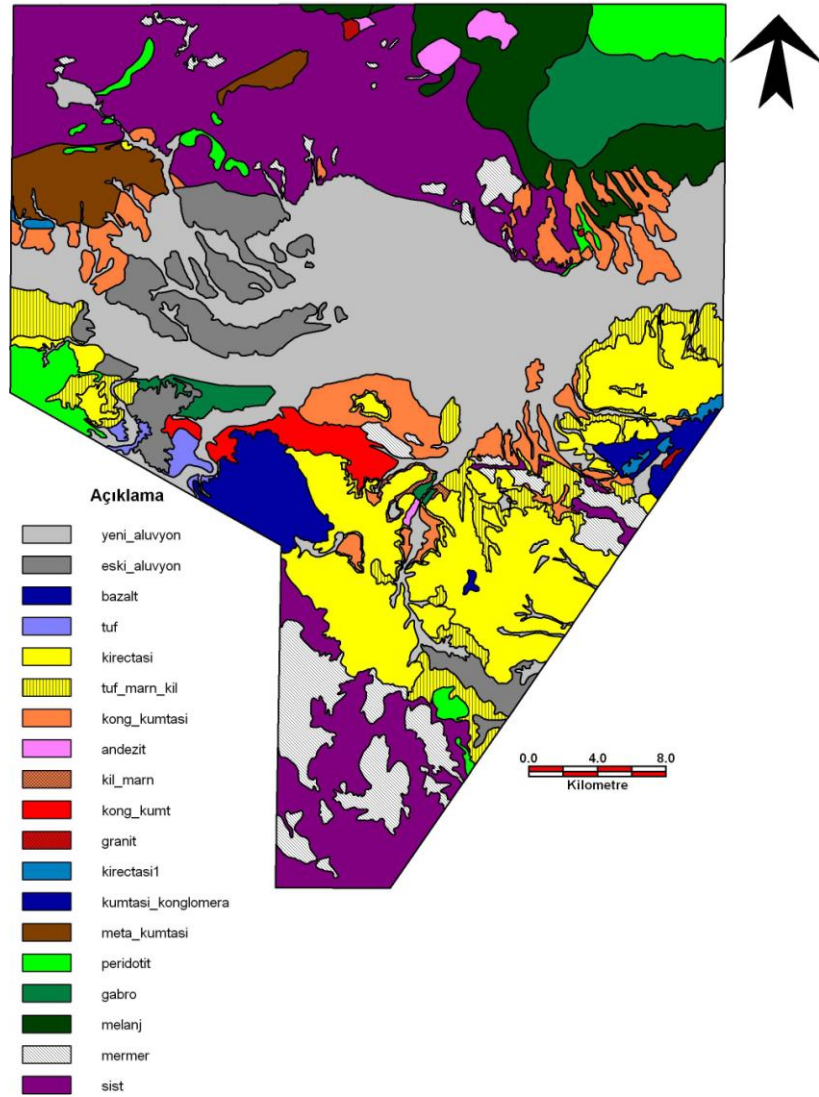 Açıklama
yeni_aluvyon
eski_aluvyon
bazalt
tuf
kirectasi
tuf_marn_kil
kong_kumtasi
andezit
kil_marn
kong_kumt
granit
kirectasi1
kumtasi_konglomera
meta_kumtasi
peridotit
gabro
melanj
mermer
sist
0.0 4.0 8.0
Kilometre